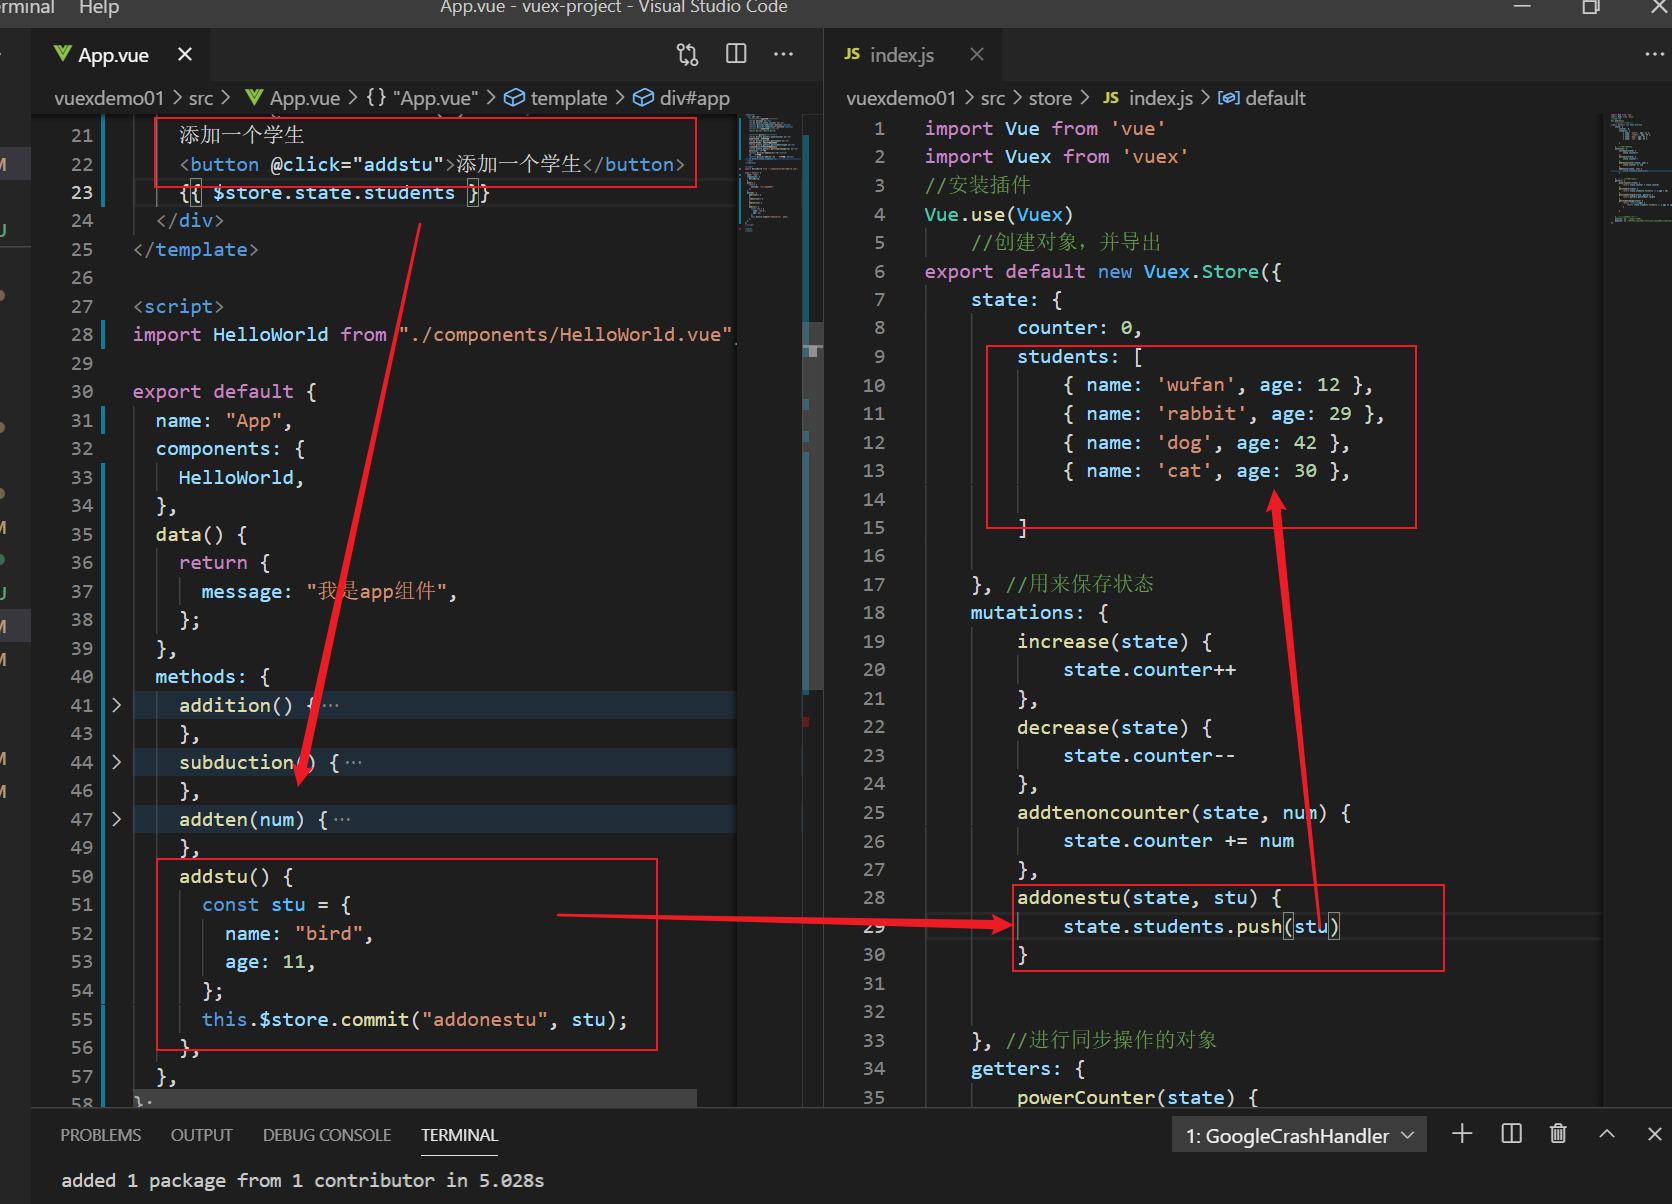 erminal Help App.vue - vuex-project - Visual Studio Code
App.vue
vuexdemo01 > src > App.vue > {} "App.vue" > template > div#app
21 添加一个学生
22 <button @click="addstu">添加一个学生</button>
23 {{ $store.state.students }}
24 </div>
25 </template>
26
27 <script>
28 import HelloWorld from "./components/HelloWorld.vue"
29
30 export default {
31 name: "App",
32 components: {
33 HelloWorld,
34 },
35 data() {
36 return {
37 message: "我是app组件",
38 };
39 },
40 methods: {
41 addition() {···
43 },
44 subduction() {···
46 },
47 addten(num) {···
49 },
50 addstu() {
51 const stu = {
52 name: "bird",
53 age: 11,
54 };
55 this.$store.commit("addonestu", stu);
56 },
57 },
58 };
JS index.js
vuexdemo01 > src > store > JS index.js > default
1 import Vue from 'vue'
2 import Vuex from 'vuex'
3 //安装插件
4 Vue.use(Vuex)
5 //创建对象，并导出
6 export default new Vuex.Store({
7 state: {
8 counter: 0,
9 students: [
10 { name: 'wufan', age: 12 },
11 { name: 'rabbit', age: 29 },
12 { name: 'dog', age: 42 },
13 { name: 'cat', age: 30 },
14
15 ]
16
17 }, //用来保存状态
18 mutations: {
19 increase(state) {
20 state.counter++
21 },
22 decrease(state) {
23 state.counter--
24 },
25 addtenoncounter(state, num) {
26 state.counter += num
27 },
28 addonestu(state, stu) {
29 state.students.push(stu)
30 }
31
32
33 }, //进行同步操作的对象
34 getters: {
35 powerCounter(state) {
PROBLEMS OUTPUT DEBUG CONSOLE TERMINAL 1: GoogleCrashHandler
added 1 package from 1 contributor in 5.028s